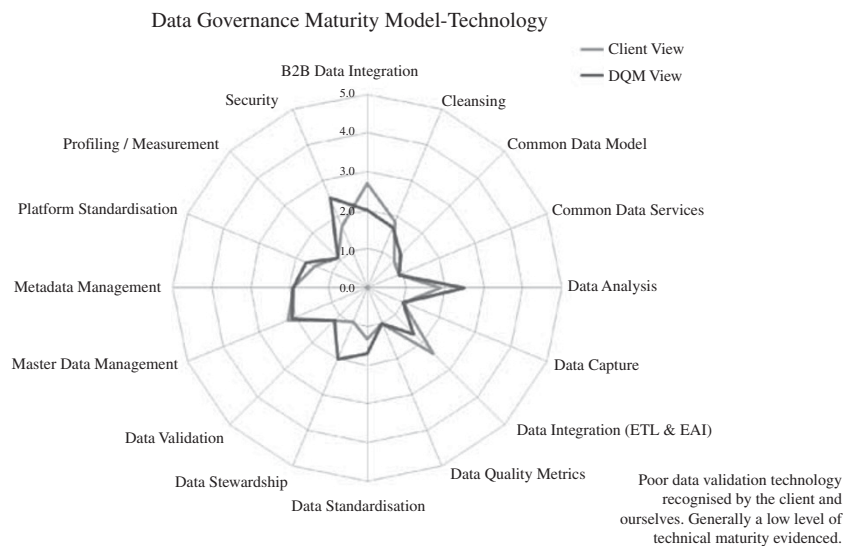 Data Governance Maturity Model-Technology
Client View
DQM View
B2B Data Integration
Security
Cleansing
Profiling / Measurement
Common Data Model
Platform Standardisation
Common Data Services
Metadata Management
Data Analysis
Master Data Management
Data Capture
Data Validation
Data Integration (ETL & EAI)
Data Stewardship
Data Quality Metrics
Data Standardisation
5.0
4.0
3.0
2.0
1.0
0.0
Poor data validation technology
recognised by the client and
ourselves. Generally a low level of
technical maturity evidenced.